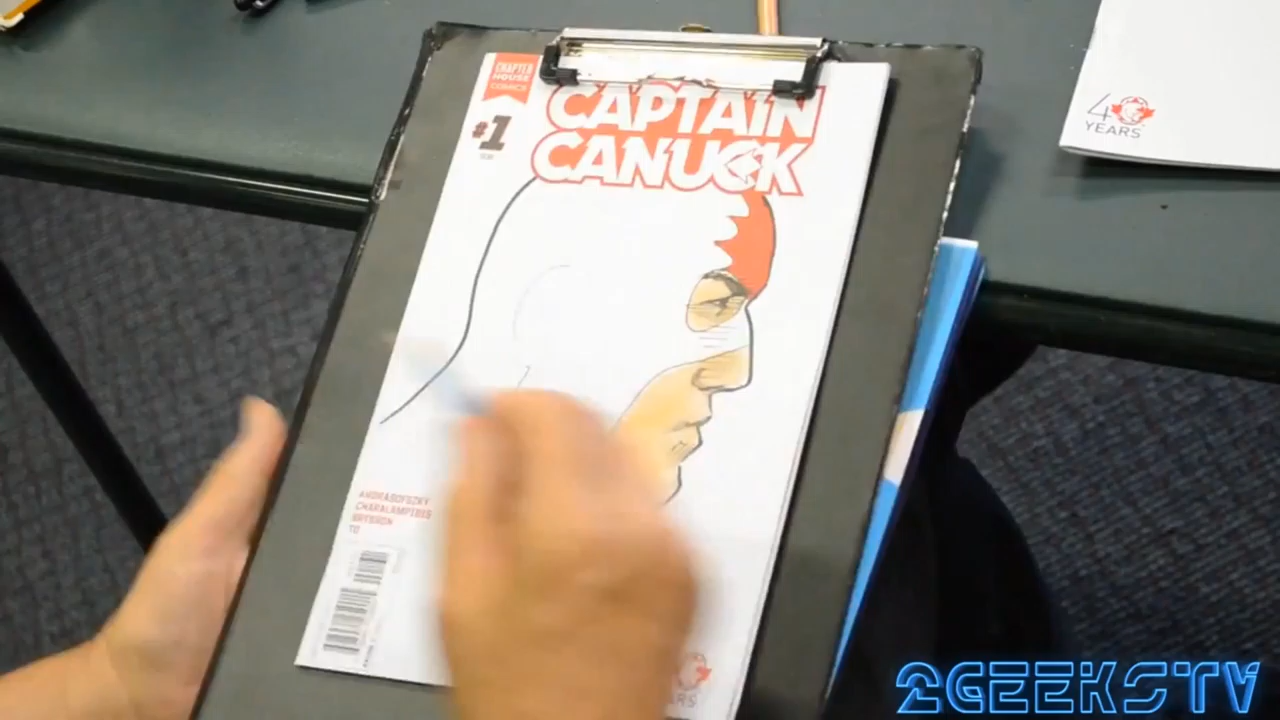 CHAPTER
HOUSE
COMICS
#1
CAPTAIN
CANUCK
40
YEARS
ANDRASOFSZKY
CHARALAMPIDIS
BRYSON
TO
2GEEKSTV